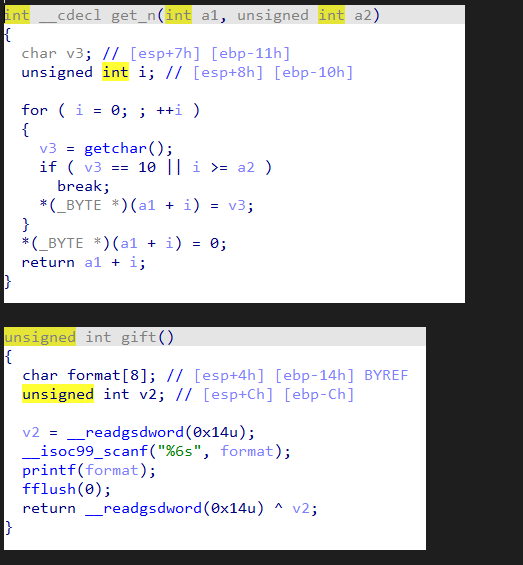 int __cdecl get_n(int a1, unsigned int a2)
{
  char v3; // [esp+7h] [ebp-11h]
  unsigned int i; // [esp+8h] [ebp-10h]

  for ( i = 0; ; ++i )
  {
    v3 = getchar();
    if ( v3 == 10 || i >= a2 )
      break;
    *(_BYTE *)(a1 + i) = v3;
  }
  *(_BYTE *)(a1 + i) = 0;
  return a1 + i;
}

unsigned int gift()
{
  char format[8]; // [esp+4h] [ebp-14h] BYREF
  unsigned int v2; // [esp+Ch] [ebp-Ch]

  v2 = __readgsdword(0x14u);
  __isoc99_scanf("%6s", format);
  printf(format);
  fflush(0);
  return __readgsdword(0x14u) ^ v2;
}